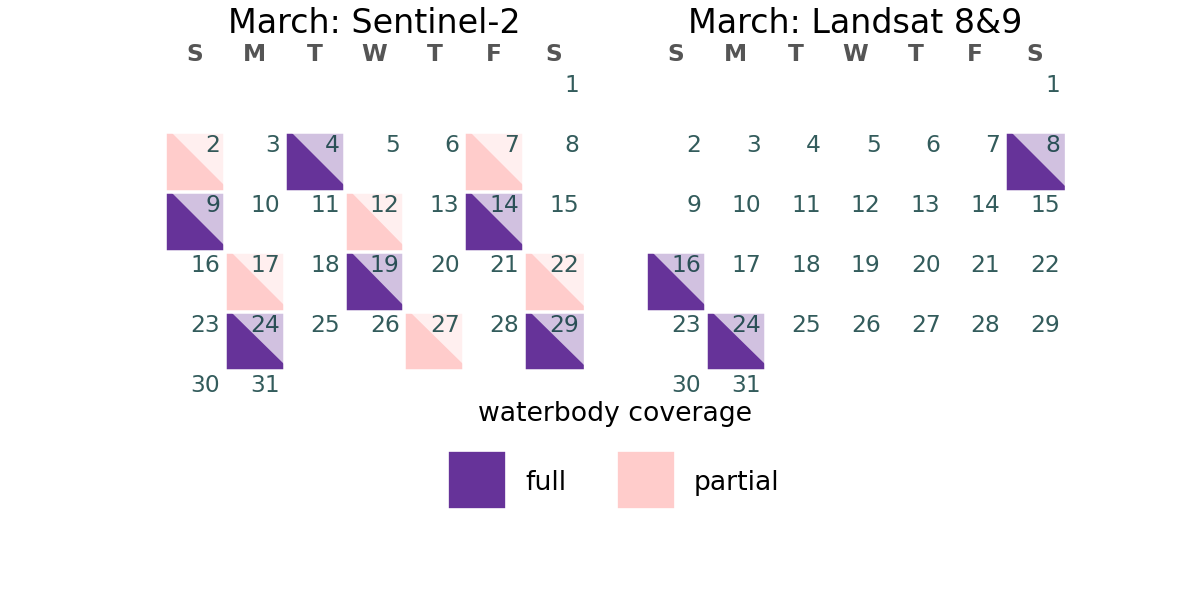 March: Sentinel-2
S M T W T F S
1
2 3 4 5 6 7 8
9 10 11 12 13 14 15
16 17 18 19 20 21 22
23 24 25 26 27 28 29
30 31
March: Landsat 8&9
S M T W T F S
1
2 3 4 5 6 7 8
9 10 11 12 13 14 15
16 17 18 19 20 21 22
23 24 25 26 27 28 29
30 31
waterbody coverage
full partial